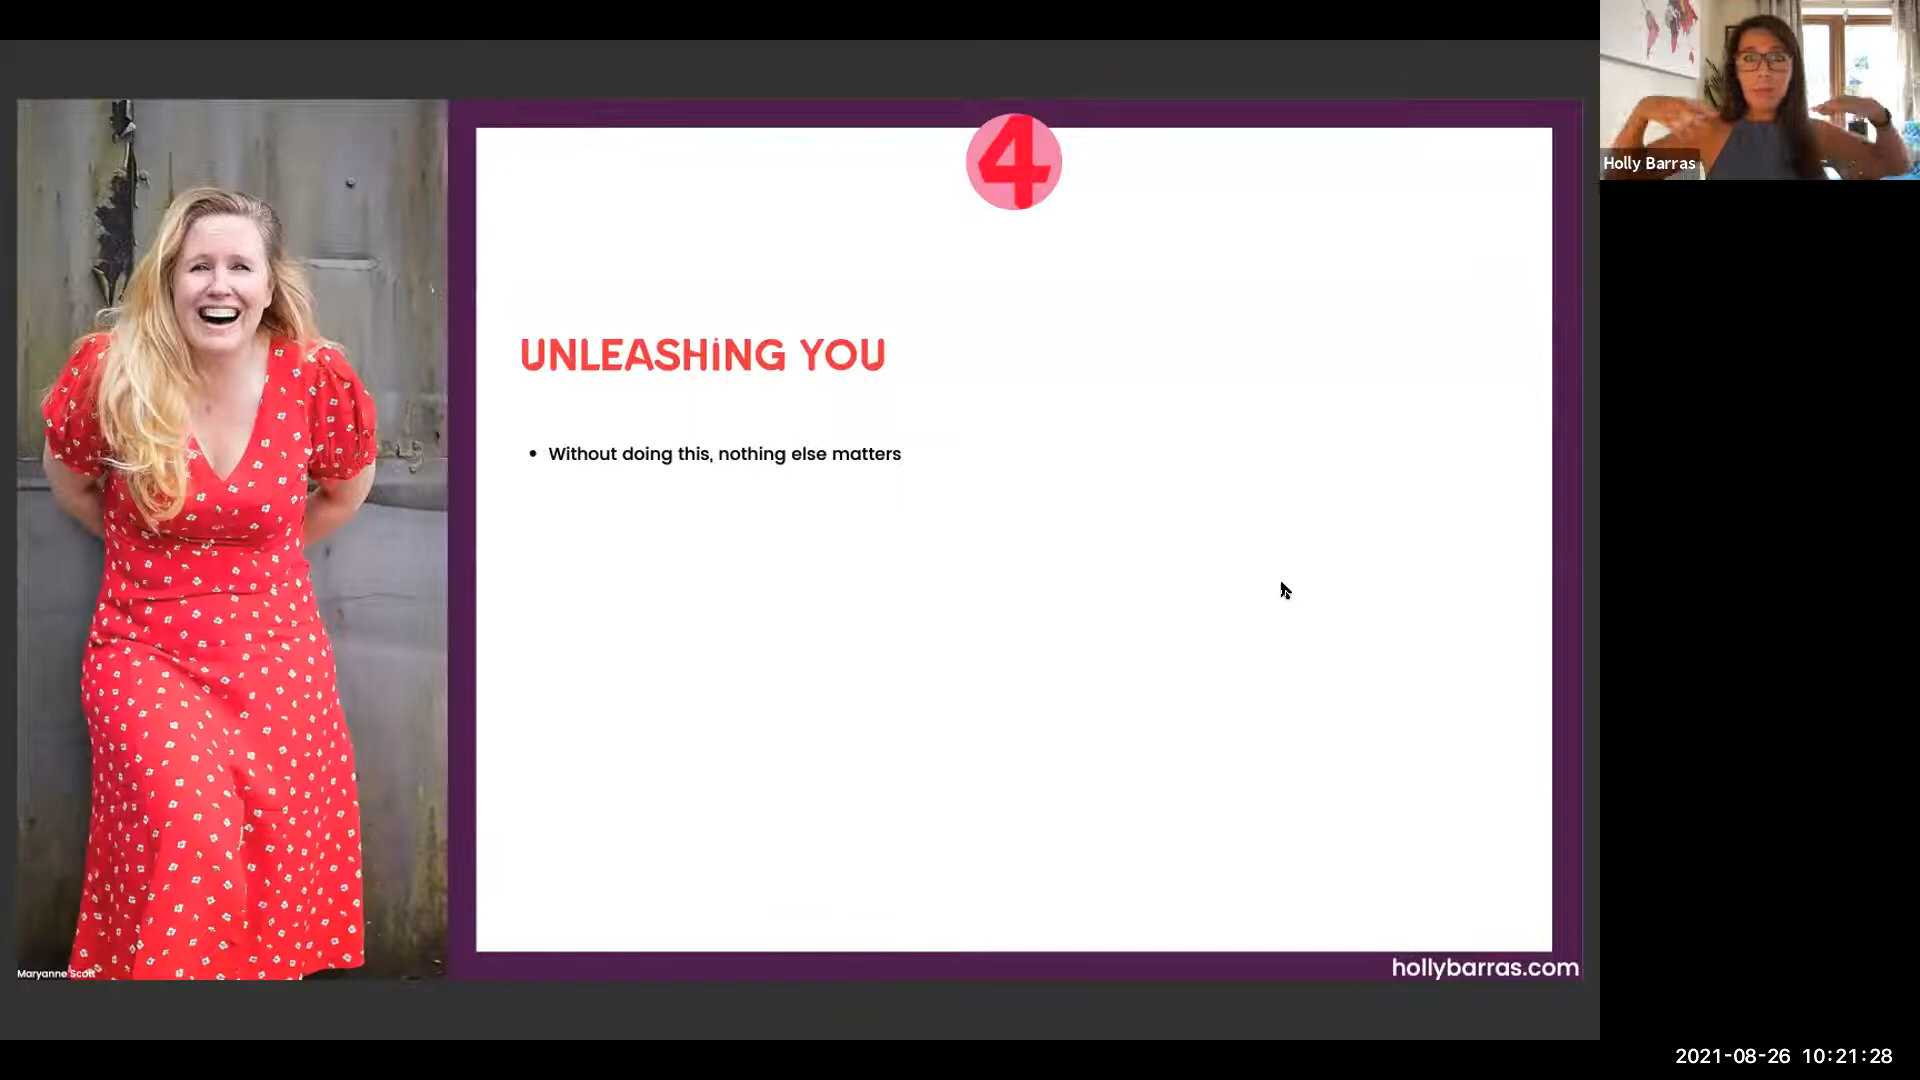 Holly Barras
4
UNLEASHING YOU
• Without doing this, nothing else matters
Maryanne Scott
hollybarras.com
2021-08-26 10:21:28